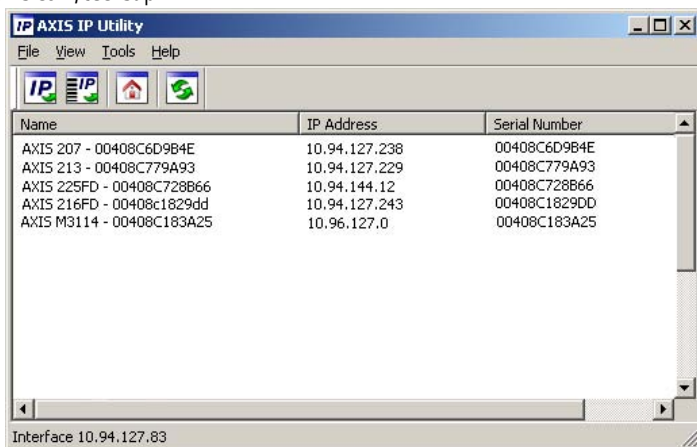 IP AXIS IP Utility
File View Tools Help
IP IP
Name IP Address Serial Number
AXIS 207 - 00408C6D9B4E 10.94.127.238 00408C6D9B4E
AXIS 213 - 00408C779A93 10.94.127.229 00408C779A93
AXIS 225FD - 00408C728B66 10.94.144.12 00408C728B66
AXIS 216FD - 00408c1829dd 10.94.127.243 00408C1829DD
AXIS M3114 - 00408C183A25 10.96.127.0 00408C183A25
Interface 10.94.127.83